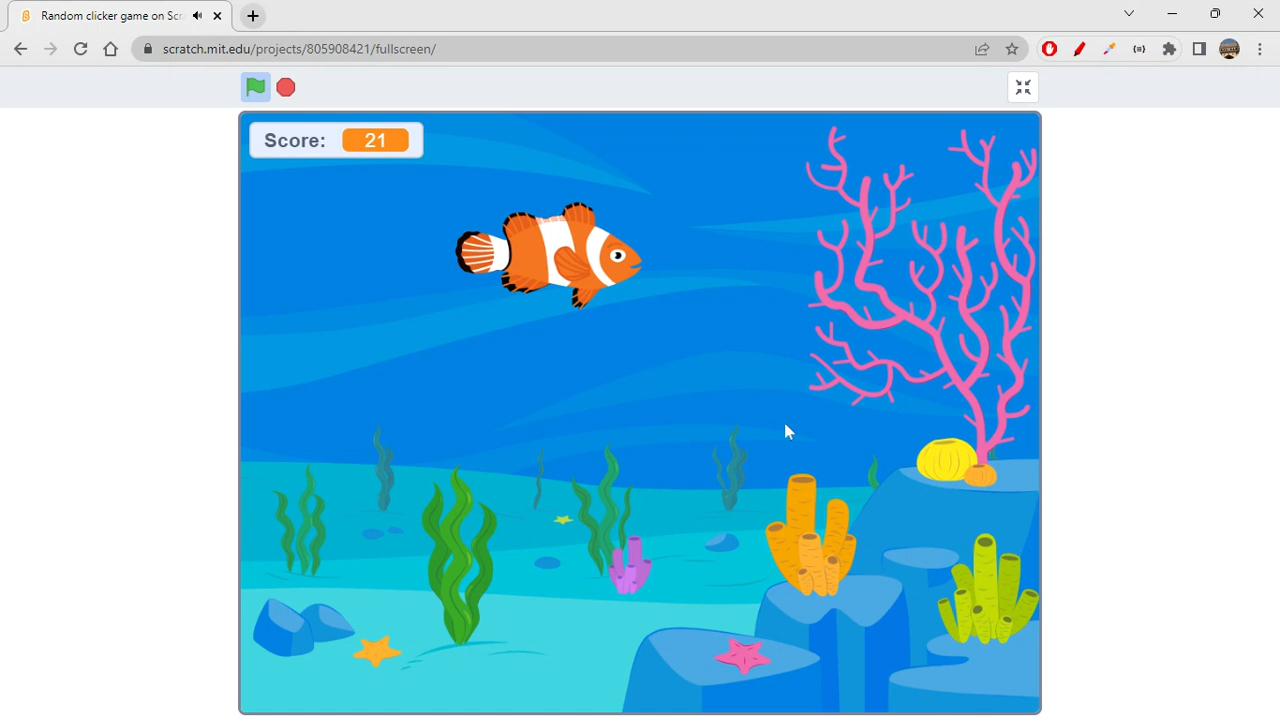 Random clicker game on Scr
scratch.mit.edu/projects/805908421/fullscreen/
Score: 21